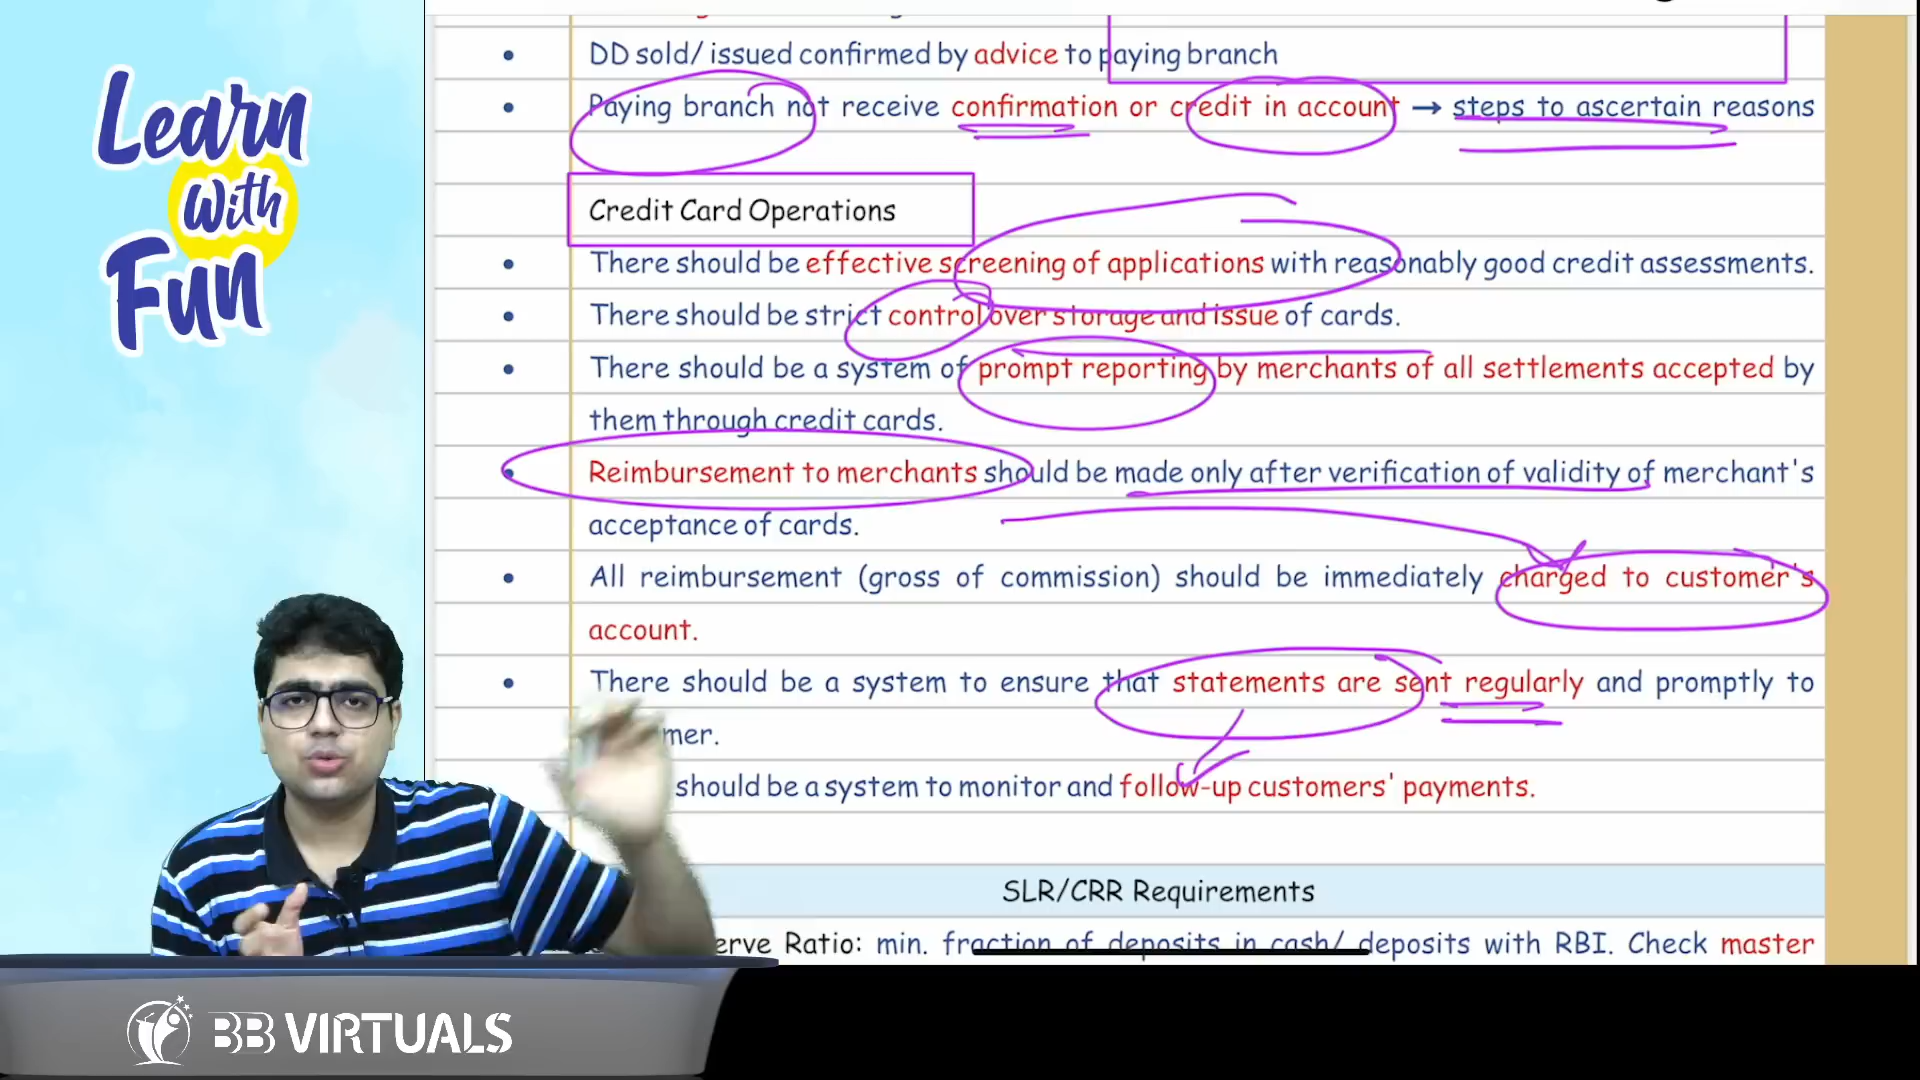 Learn
with
Fun
DD sold/ issued confirmed by advice to paying branch
Paying branch not receive confirmation or credit in account → steps to ascertain reasons
Credit Card Operations
• There should be effective screening of applications with reasonably good credit assessments.
• There should be strict control over storage and issue of cards.
• There should be a system of prompt reporting by merchants of all settlements accepted by
them through credit cards.
• Reimbursement to merchants should be made only after verification of validity of merchant's
acceptance of cards.
• All reimbursement (gross of commission) should be immediately charged to customer's
account.
• There should be a system to ensure that statements are sent regularly and promptly to
mer.
should be a system to monitor and follow-up customers' payments.
SLR/CRR Requirements
erve Ratio: min. fraction of deposits in cash/ deposits with RBI. Check master
BB VIRTUALS